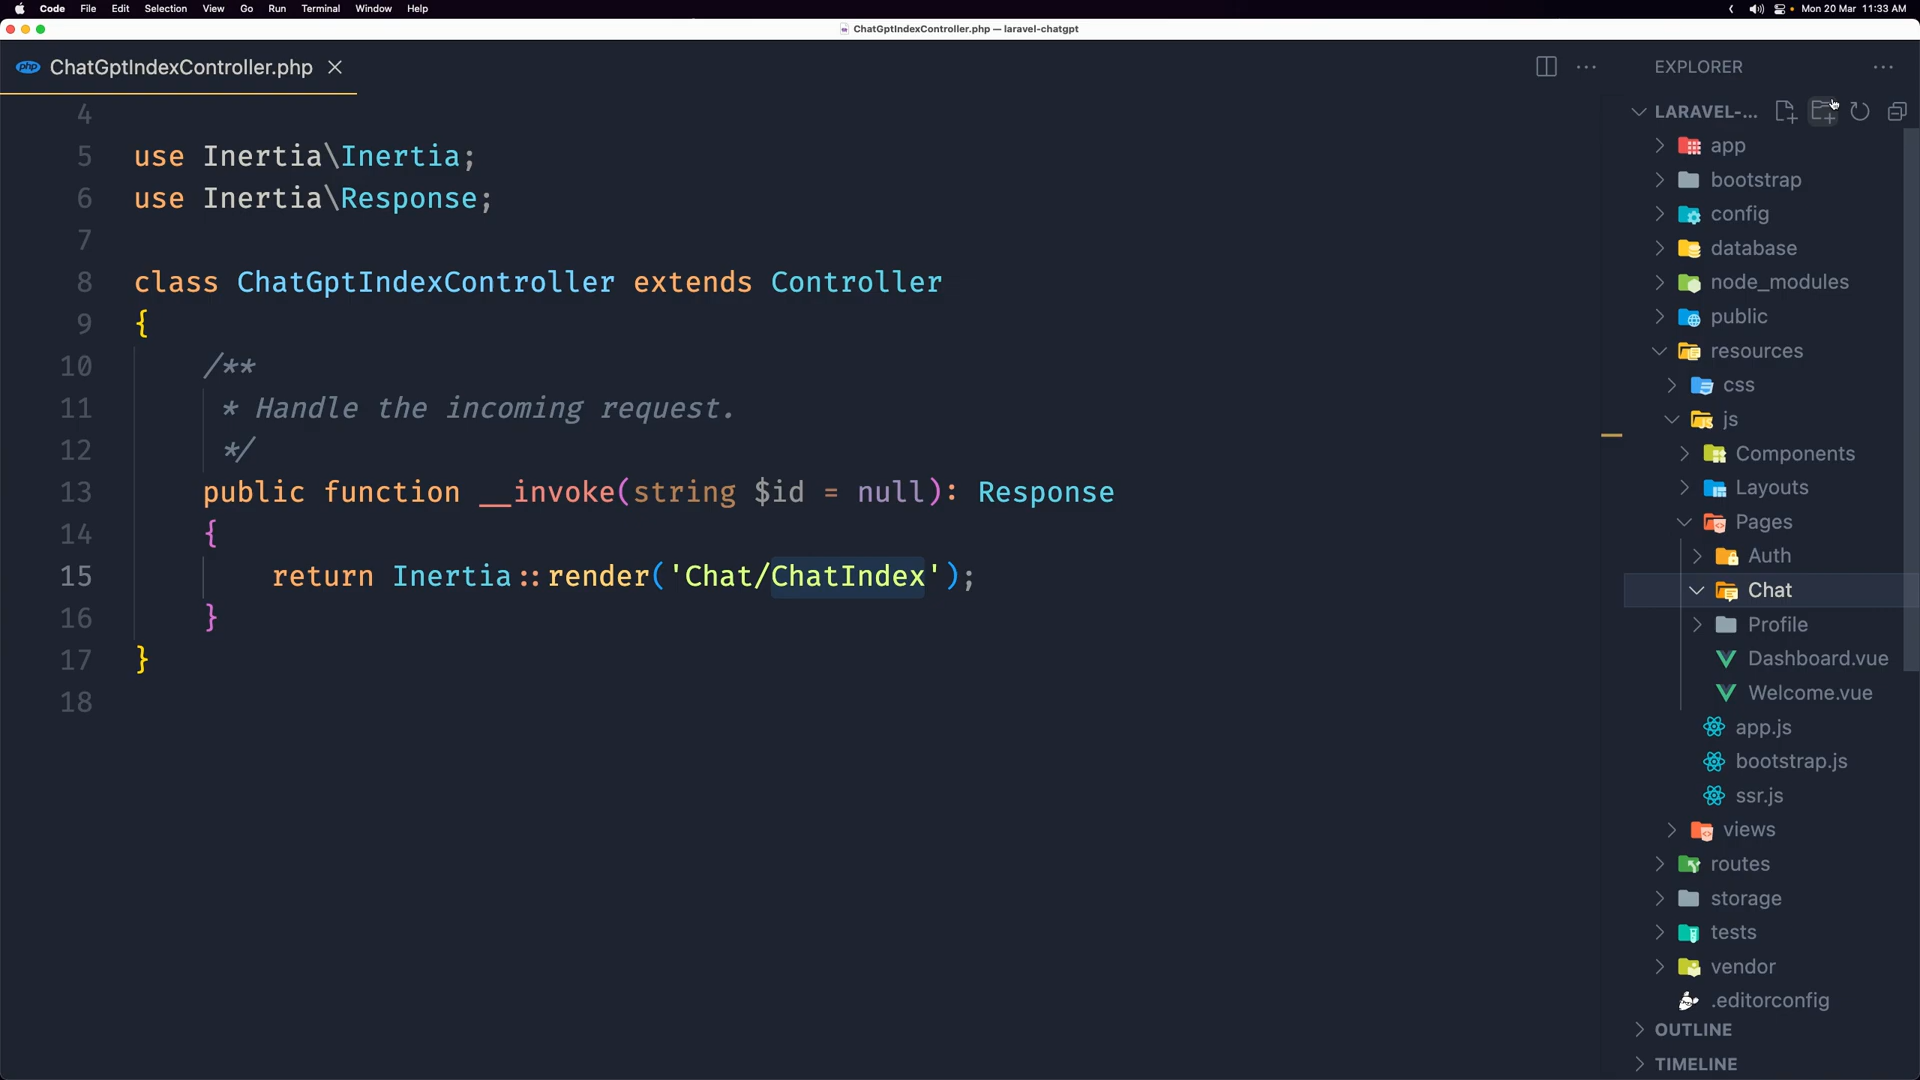 Code File Edit Selection View Go Run Terminal Window Help
Mon 20 Mar 11:33 AM
ChatGptIndexController.php — laravel-chatgpt
php ChatGptIndexController.php
4
5 use Inertia\Inertia;
6 use Inertia\Response;
7
8 class ChatGptIndexController extends Controller
9 {
10 /**
11 * Handle the incoming request.
12 */
13 public function __invoke(string $id = null): Response
14 {
15 return Inertia::render('Chat/ChatIndex');
16 }
17 }
18
EXPLORER
LARAVEL-...
app
bootstrap
config
database
node_modules
public
resources
css
js
Components
Layouts
Pages
Auth
Chat
Profile
Dashboard.vue
Welcome.vue
app.js
bootstrap.js
ssr.js
views
routes
storage
tests
vendor
.editorconfig
OUTLINE
TIMELINE